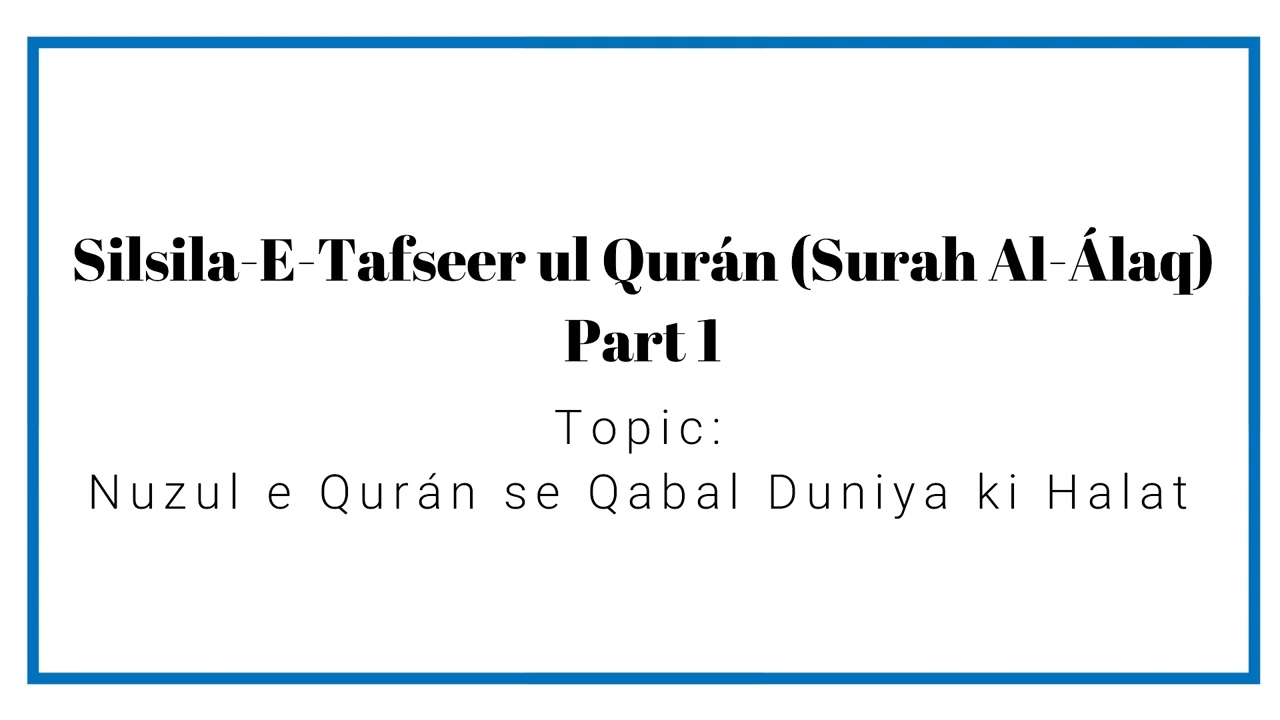 Silsila-E-Tafseer ul Qurán (Surah Al-Álaq)
Part 1
Topic:
Nuzul e Qurán se Qabal Duniya ki Halat